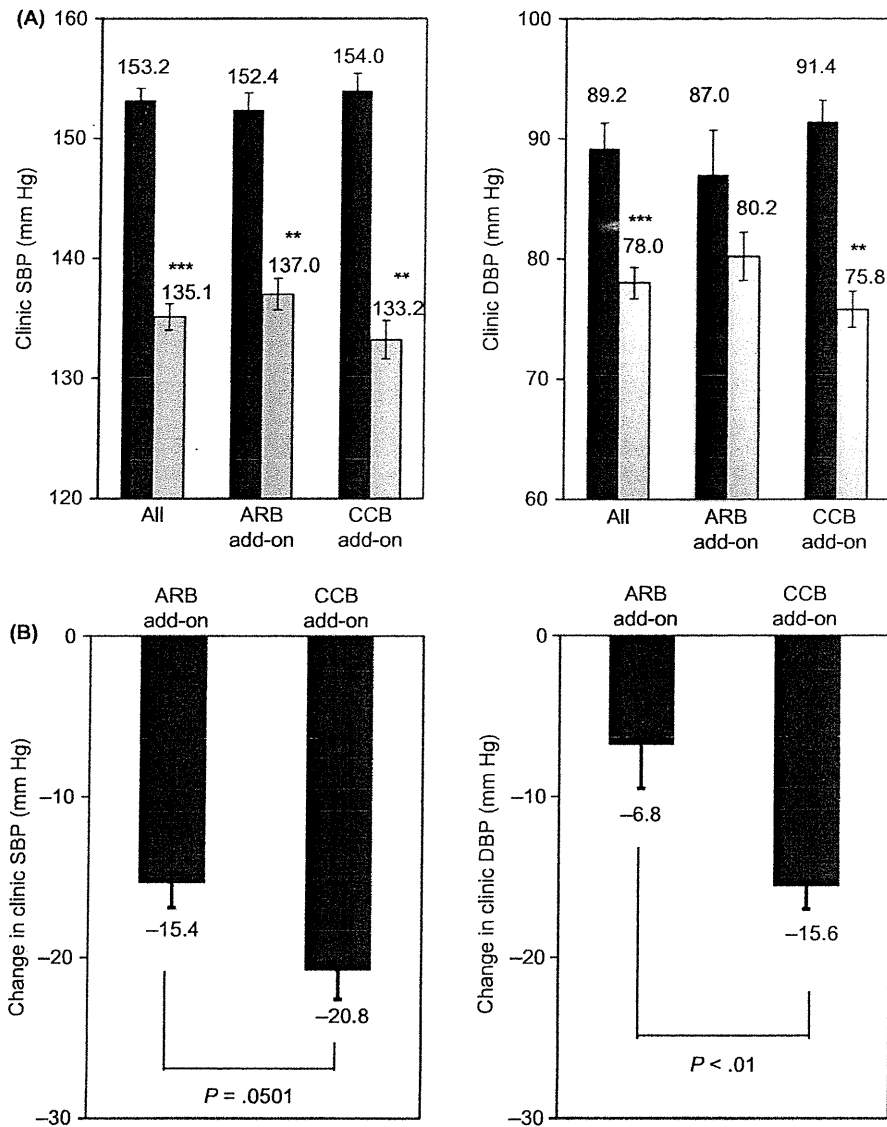 (A)
160
150
140
130
120
Clinic SBP (mm Hg)
153.2
152.4
154.0
***
135.1
**
137.0
**
133.2
All
ARB
add-on
CCB
add-on
100
90
80
70
60
Clinic DBP (mm Hg)
89.2
87.0
91.4
***
78.0
80.2
**
75.8
All
ARB
add-on
CCB
add-on
(B)
ARB
add-on
CCB
add-on
0
–10
–20
–30
Change in clinic SBP (mm Hg)
–15.4
–20.8
P = .0501
ARB
add-on
CCB
add-on
0
–10
–20
–30
Change in clinic DBP (mm Hg)
–6.8
–15.6
P < .01